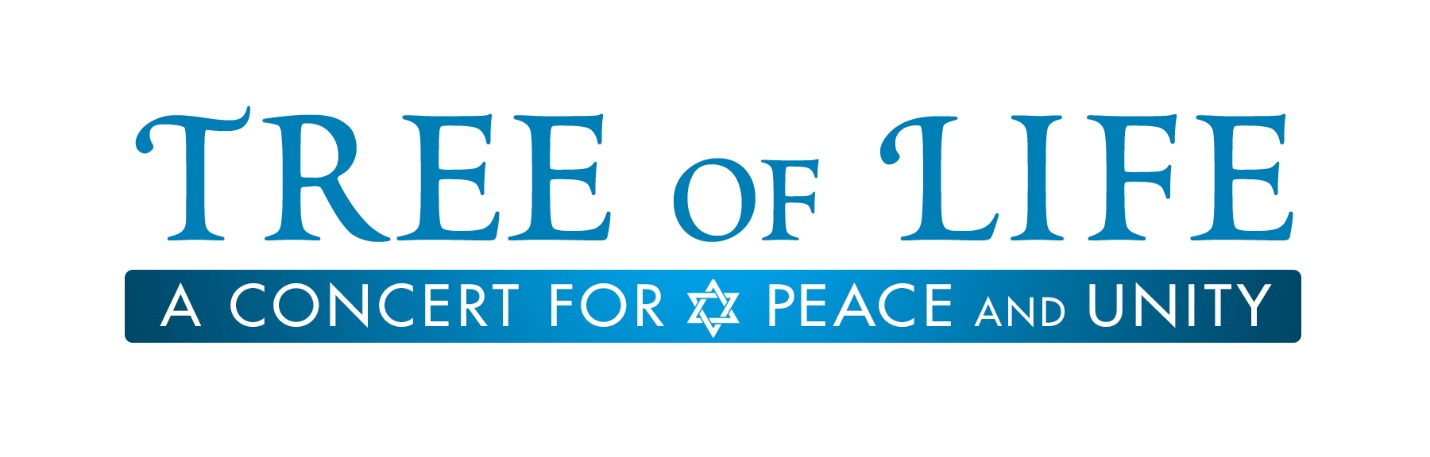 TREE OF LIFE
A CONCERT FOR ✡ PEACE AND UNITY